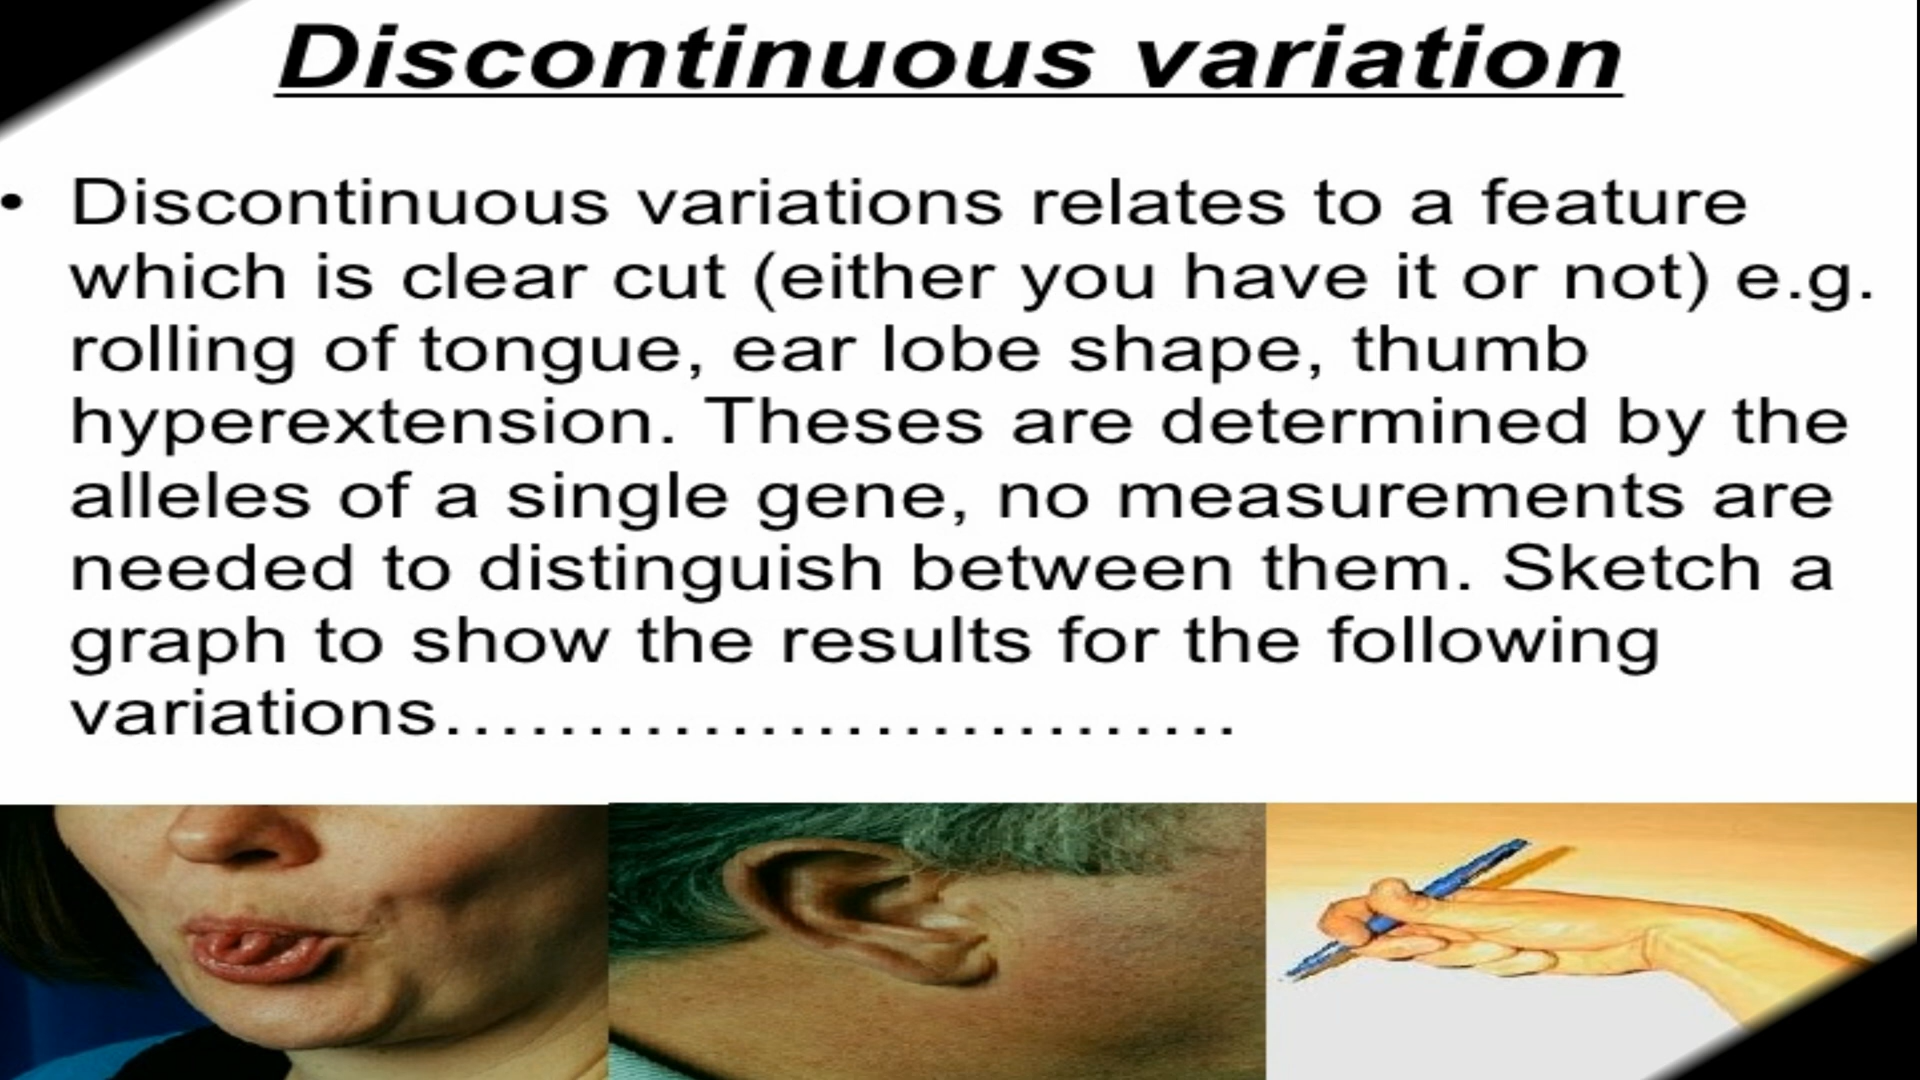 Discontinuous variation
• Discontinuous variations relates to a feature
which is clear cut (either you have it or not) e.g.
rolling of tongue, ear lobe shape, thumb
hyperextension. Theses are determined by the
alleles of a single gene, no measurements are
needed to distinguish between them. Sketch a
graph to show the results for the following
variations............................